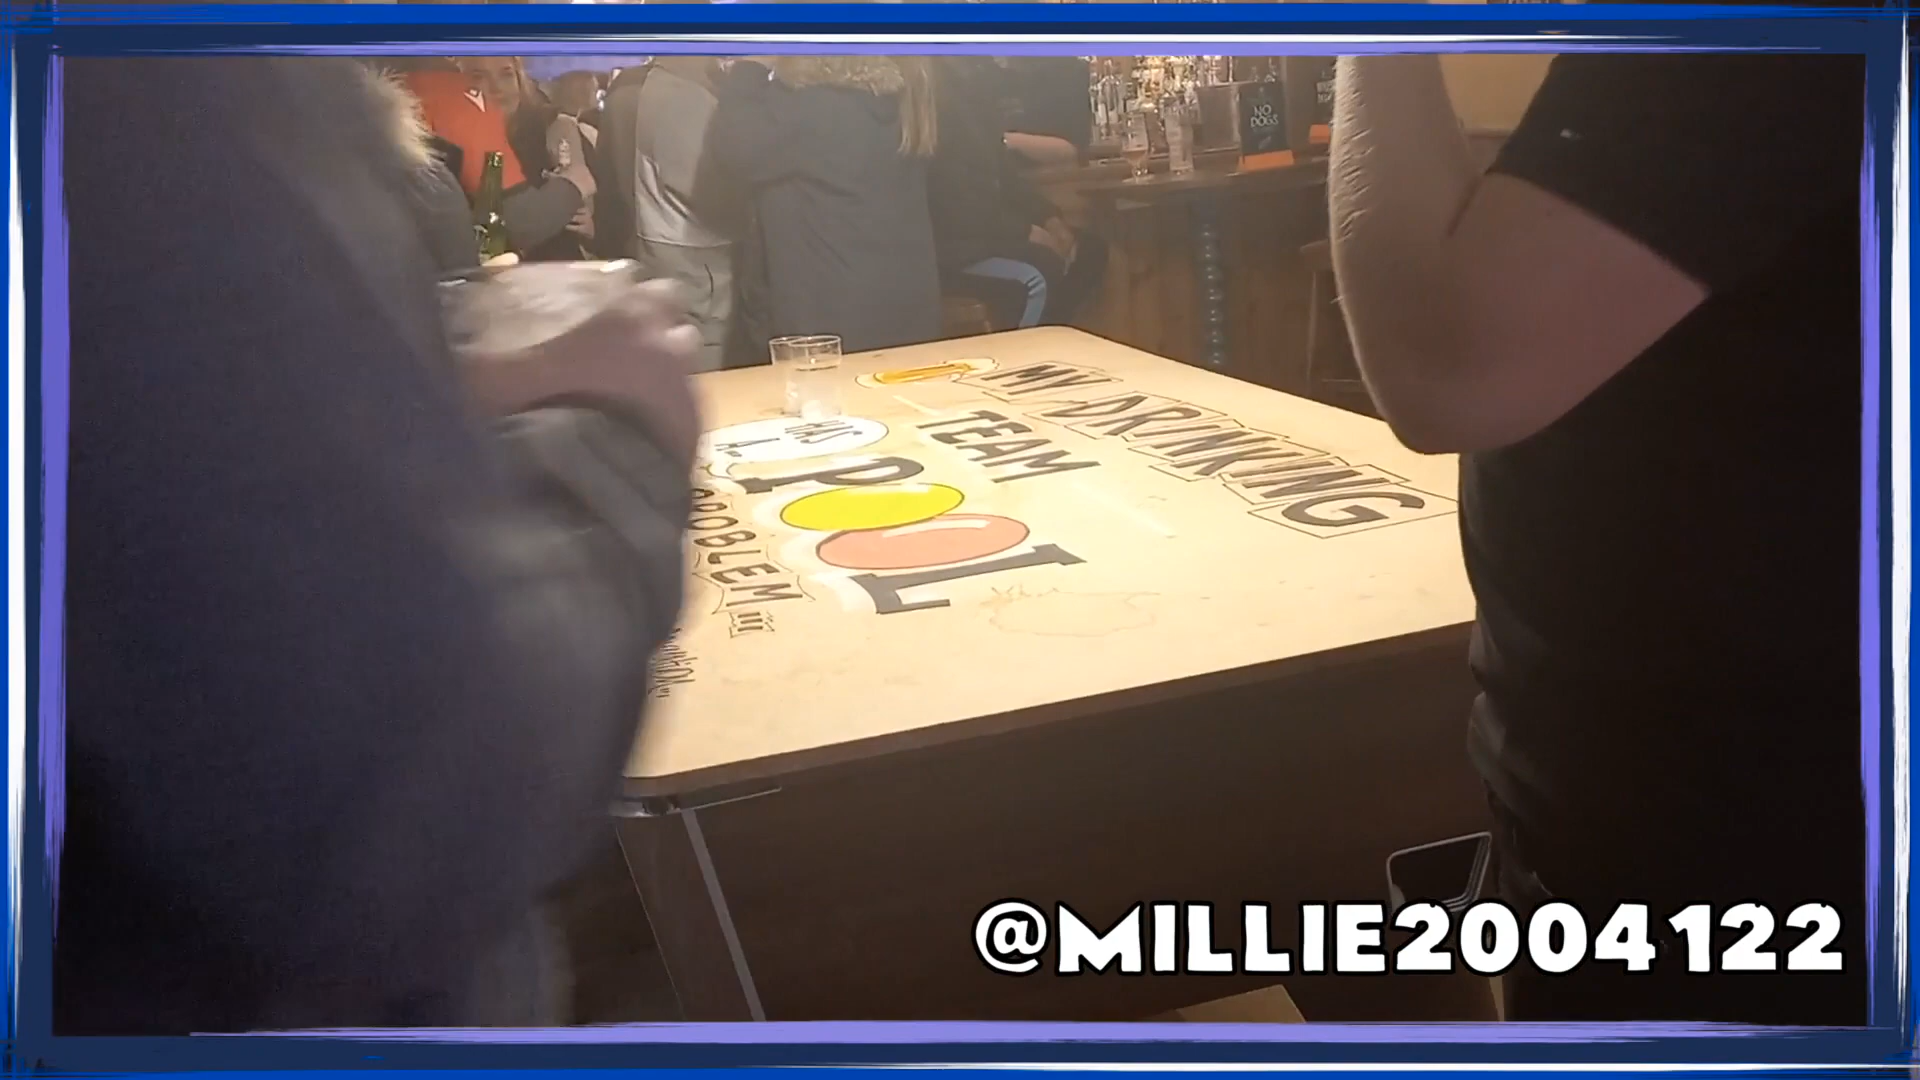 NO
DOGS
MY DRINKING
TEAM
HAS
A
POOL
PROBLEM!!!
@MILLIE2004122